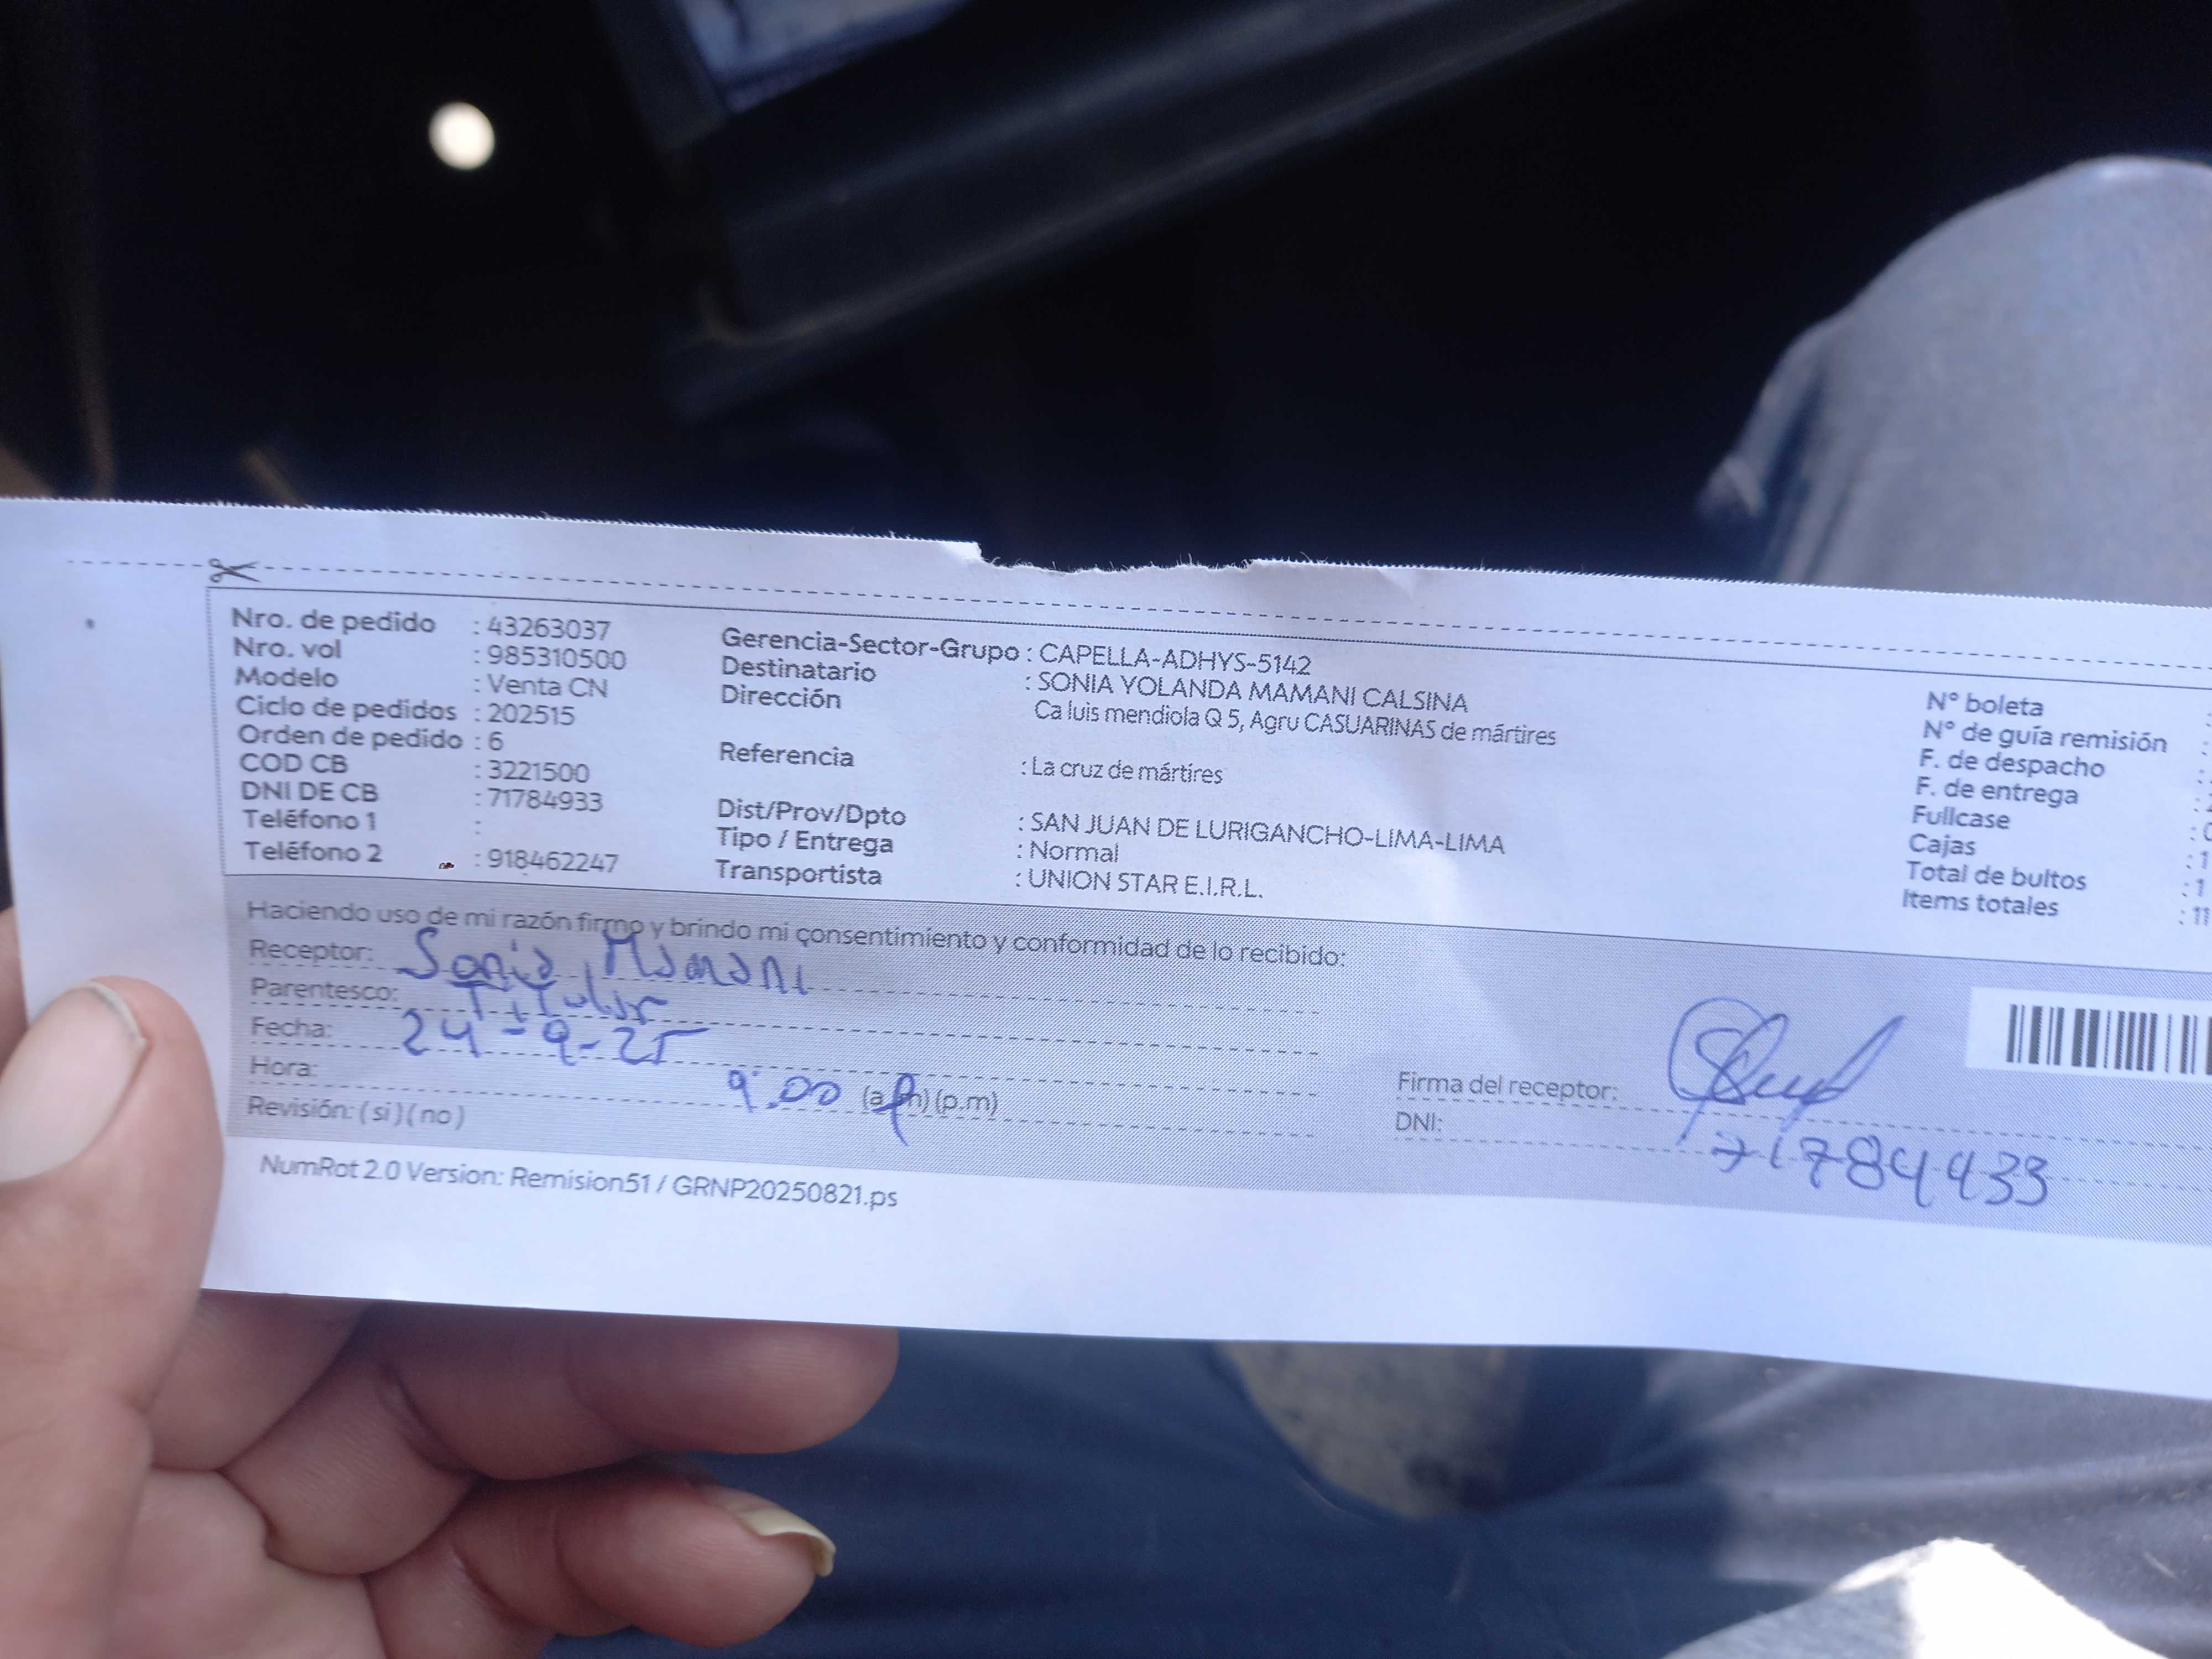 Nro. de pedido : 43263037
Nro. vol : 985310500
Modelo : Venta CN
Ciclo de pedidos : 202515
Orden de pedido : 6
COD CB : 3221500
DNI DE CB : 71784933
Teléfono 1 :
Teléfono 2 : 918462247
Gerencia-Sector-Grupo : CAPELLA-ADHYS-5142
Destinatario : SONIA YOLANDA MAMANI CALSINA
Dirección Ca luis mendiola Q 5, Agru CASUARINAS de mártires
Referencia : La cruz de mártires
Dist/Prov/Dpto : SAN JUAN DE LURIGANCHO-LIMA-LIMA
Tipo / Entrega : Normal
Transportista : UNION STAR E.I.R.L.
N° boleta :
N° de guía remisión :
F. de despacho :
F. de entrega :
Fullcase :
Cajas : 1
Total de bultos : 1
Items totales : 11
Haciendo uso de mi razón firmo y brindo mi consentimiento y conformidad de lo recibido:
Receptor: Sonia Mamani
Parentesco: Titular
Fecha: 24-9-25
Hora: 9:00 (a.m) (p.m)
Revisión: ( si ) ( no )
Firma del receptor:
DNI: 71784433
NumRot 2.0 Version: Remision51 / GRNP20250821.ps